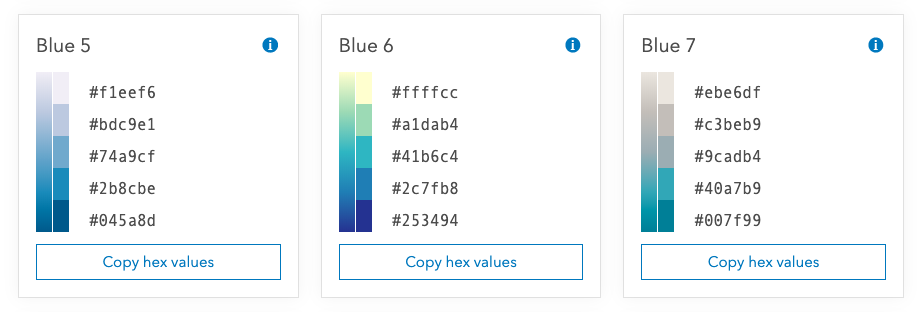 Blue 5
#f1eef6
#bdc9e1
#74a9cf
#2b8cbe
#045a8d
Copy hex values
Blue 6
#ffffcc
#a1dab4
#41b6c4
#2c7fb8
#253494
Copy hex values
Blue 7
#ebe6df
#c3beb9
#9cadb4
#40a7b9
#007f99
Copy hex values